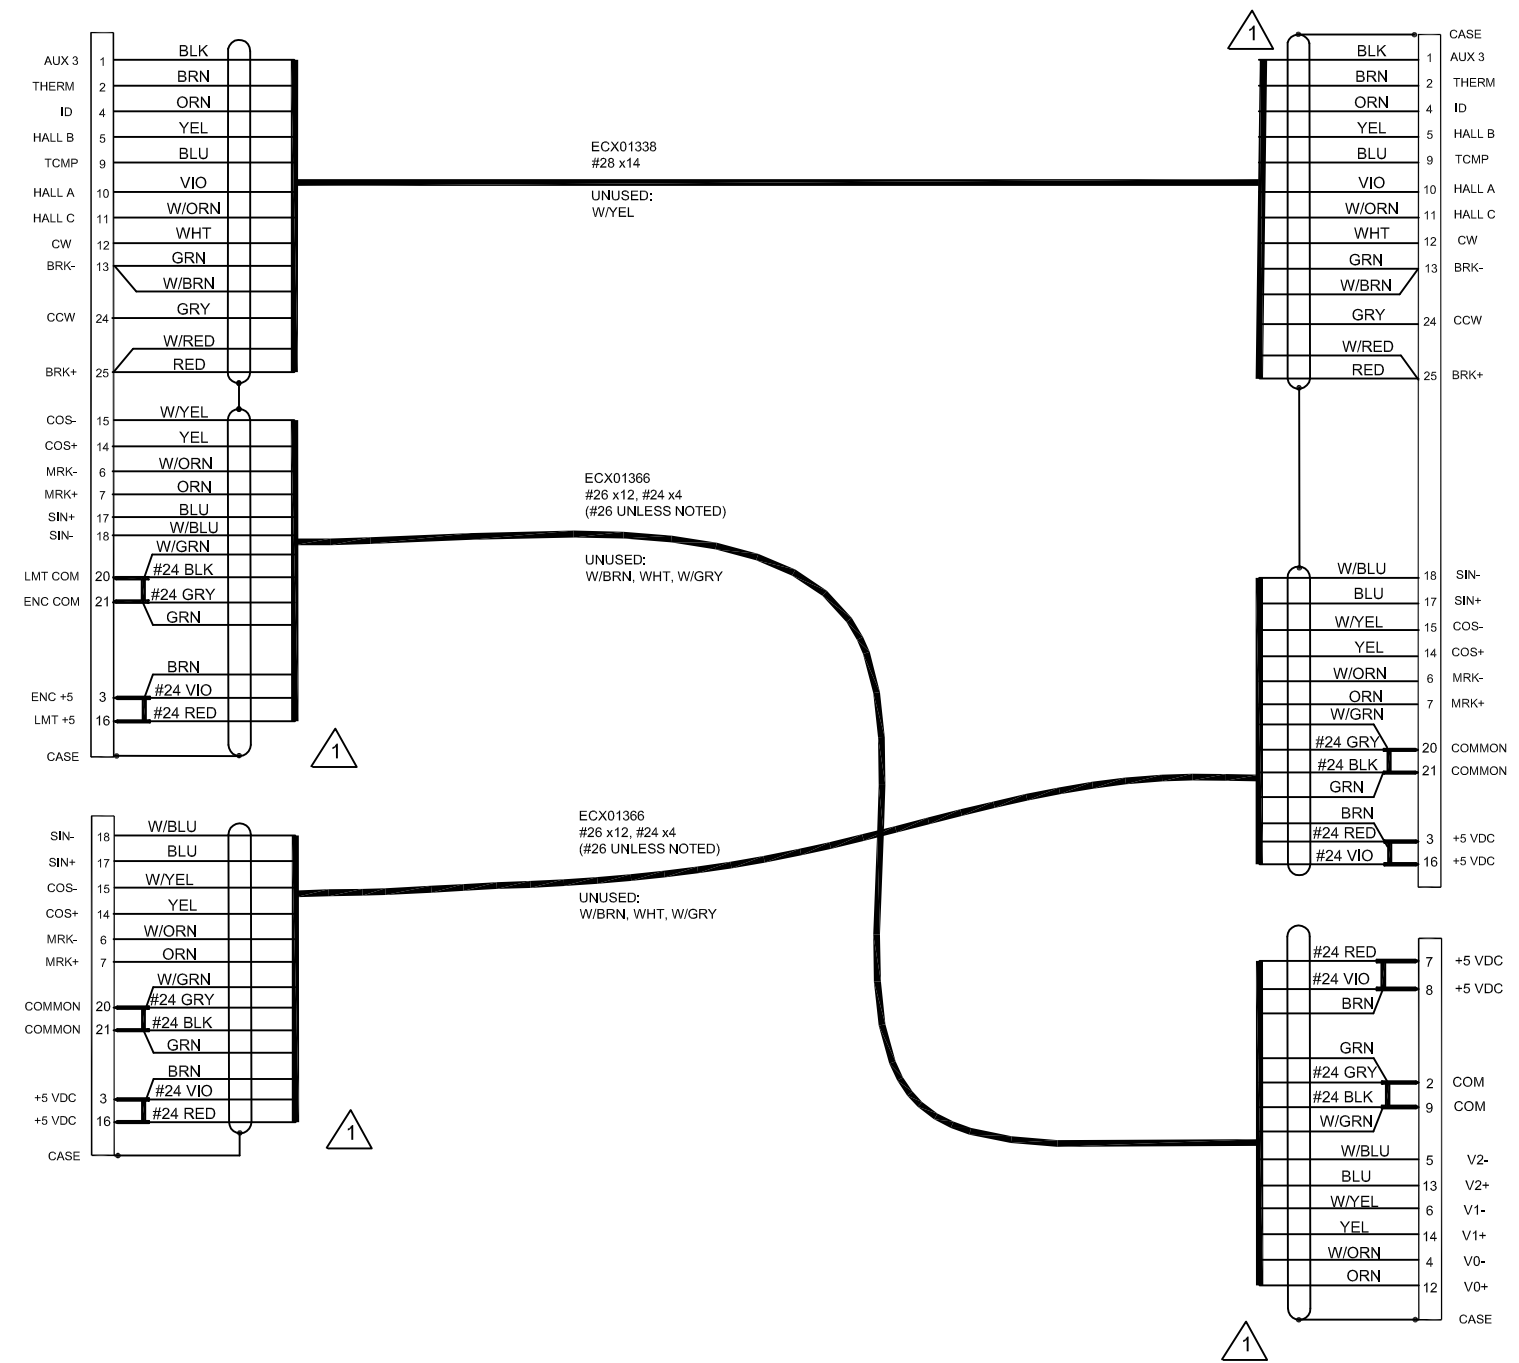 AUX 3 1 BLK
THERM 2 BRN
ID 4 ORN
HALL B 5 YEL
TCMP 9 BLU
HALL A 10 VIO
HALL C 11 W/ORN
CW 12 WHT
BRK- 13 GRN
W/BRN
CCW 24 GRY
W/RED
BRK+ 25 RED
COS- 15 W/YEL
COS+ 14 YEL
MRK- 6 W/ORN
MRK+ 7 ORN
SIN+ 17 BLU
SIN- 18 W/BLU
W/GRN
LMT COM 20 #24 BLK
ENC COM 21 #24 GRY
GRN
BRN
ENC +5 3 #24 VIO
LMT +5 16 #24 RED
CASE
1
SIN- 18 W/BLU
SIN+ 17 BLU
COS- 15 W/YEL
COS+ 14 YEL
MRK- 6 W/ORN
MRK+ 7 ORN
W/GRN
COMMON 20 #24 GRY
COMMON 21 #24 BLK
GRN
BRN
+5 VDC 3 #24 VIO
+5 VDC 16 #24 RED
CASE
1
ECX01338
#28 x14
UNUSED:
W/YEL
ECX01366
#26 x12, #24 x4
(#26 UNLESS NOTED)
UNUSED:
W/BRN, WHT, W/GRY
ECX01366
#26 x12, #24 x4
(#26 UNLESS NOTED)
UNUSED:
W/BRN, WHT, W/GRY
1
CASE
BLK 1 AUX 3
BRN 2 THERM
ORN 4 ID
YEL 5 HALL B
BLU 9 TCMP
VIO 10 HALL A
W/ORN 11 HALL C
WHT 12 CW
GRN 13 BRK-
W/BRN
GRY 24 CCW
W/RED
RED 25 BRK+
W/BLU 18 SIN-
BLU 17 SIN+
W/YEL 15 COS-
YEL 14 COS+
W/ORN 6 MRK-
ORN 7 MRK+
W/GRN
#24 GRY 20 COMMON
#24 BLK 21 COMMON
GRN
BRN
#24 RED 3 +5 VDC
#24 VIO 16 +5 VDC
#24 RED 7 +5 VDC
#24 VIO 8 +5 VDC
BRN
GRN
#24 GRY 2 COM
#24 BLK 9 COM
W/GRN
W/BLU 5 V2-
BLU 13 V2+
W/YEL 6 V1-
YEL 14 V1+
W/ORN 4 V0-
ORN 12 V0+
CASE
1